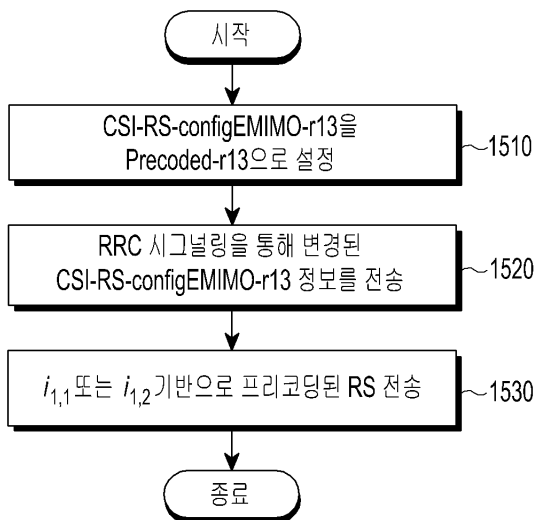 시작
CSI-RS-configEMIMO-r13을
Precoded-r13으로 설정
1510
RRC 시그널링을 통해 변경된
CSI-RS-configEMIMO-r13 정보를 전송
1520
i1,1 또는 i1,2 기반으로 프리코딩된 RS 전송
1530
종료